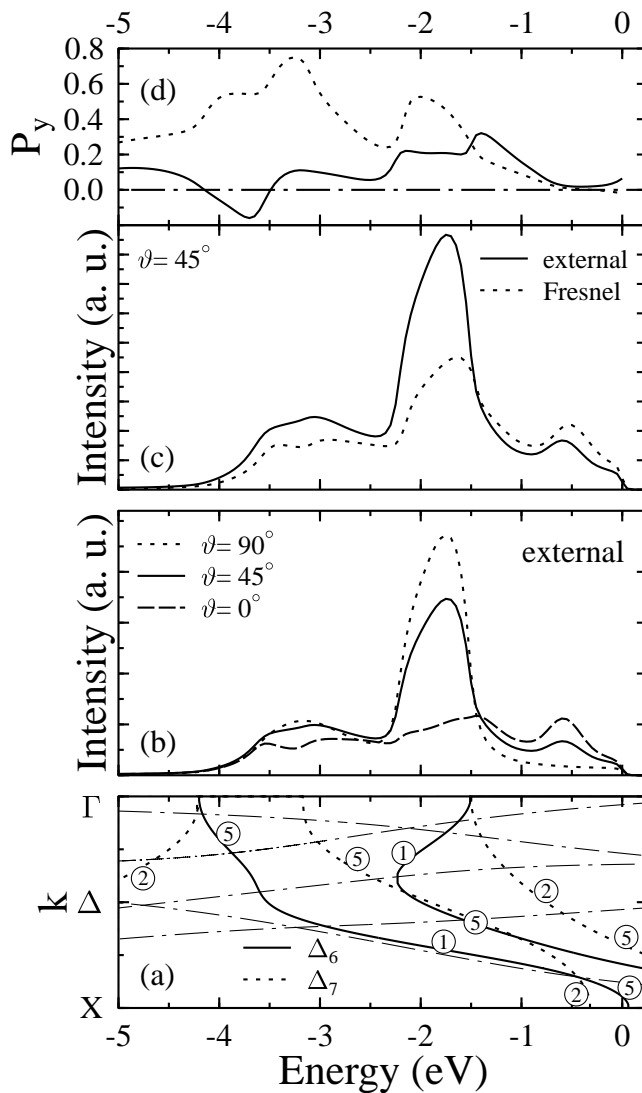 -5 -4 -3 -2 -1 0
0.8
0.6
0.4
0.2
0.0
P_y
(d)
ϑ= 45°
external
Fresnel
Intensity (a. u.)
(c)
ϑ= 90°
ϑ= 45°
ϑ= 0°
external
Intensity (a. u.)
(b)
Γ
Δ
X
k
5
2
5
1
2
5
5
1
2
5
Δ₆
Δ₇
(a)
-5 -4 -3 -2 -1 0
Energy (eV)